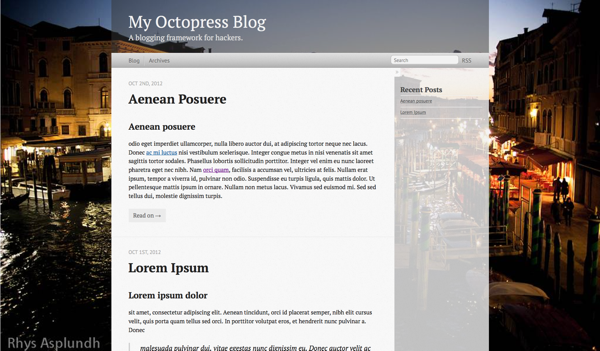 My Octopress Blog
A blogging framework for hackers.
Blog Archives Search RSS
OCT 2ND, 2012
Aenean Posuere
Aenean posuere
odio eget imperdiet ullamcorper, nulla libero auctor dui, at adipiscing tortor neque nec lacus.
Donec ac mi luctus nisi vestibulum scelerisque. Integer congue metus in nisi venenatis sit amet
sagittis tortor sodales. Phasellus lobortis sollicitudin porttitor. Integer vel enim eu nunc laoreet
pharetra eget nec nibh. Nam orci quam, facilisis a accumsan vel, ultricies at felis. Nullam erat
ipsum, tempor a viverra id, pulvinar non odio. Suspendisse eu turpis ligula, quis mattis dolor. Ut
pellentesque mattis ipsum in ornare. Nullam non metus lacus. Vivamus sed euismod mi. Sed sed
tellus dui, molestie dignissim turpis.
Read on →
OCT 1ST, 2012
Lorem Ipsum
Lorem ipsum dolor
sit amet, consectetur adipiscing elit. Aenean tincidunt, orci id placerat semper, nibh elit cursus
velit, quis porta quam tellus sed orci. In porttitor volutpat eros, et hendrerit nunc pulvinar a.
Donec
malesuada pulvinar dui, vitae egestas nunc dignissim eu. Donec auctor velit ac
Recent Posts
Aenean posuere
Lorem Ipsum
Rhys Asplundh